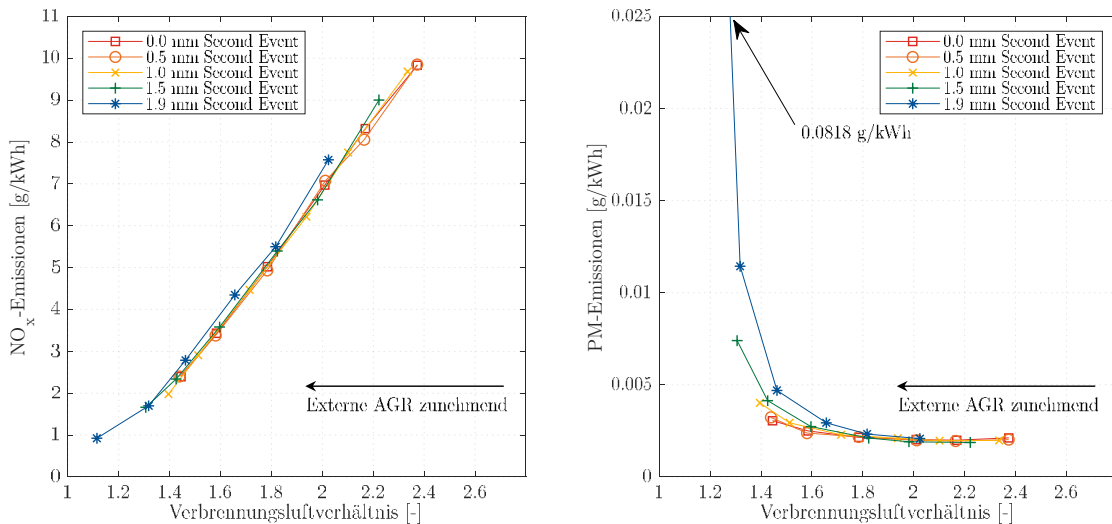 11
10
9
8
7
6
5
4
3
2
1
0
NOx-Emissionen [g/kWh]
0.0 mm Second Event
0.5 mm Second Event
1.0 mm Second Event
1.5 mm Second Event
1.9 mm Second Event
Externe AGR zunehmend
1 1.2 1.4 1.6 1.8 2 2.2 2.4 2.6
Verbrennungsluftverhältnis [-]
0.025
0.025
0.015
0.01
0.005
0
PM-Emissionen [g/kWh]
0.0 mm Second Event
0.5 mm Second Event
1.0 mm Second Event
1.5 mm Second Event
1.9 mm Second Event
0.0818 g/kWh
Externe AGR zunehmend
1 1.2 1.4 1.6 1.8 2 2.2 2.4 2.6
Verbrennungsluftverhältnis [-]